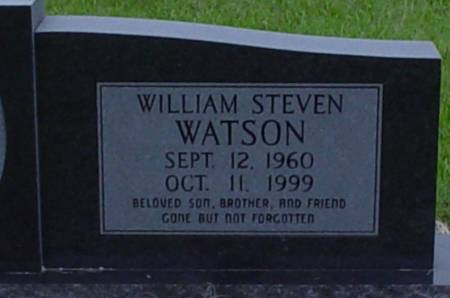 WILLIAM STEVEN
WATSON
SEPT. 12, 1960
OCT. 11, 1999
BELOVED SON, BROTHER, AND FRIEND
GONE BUT NOT FORGOTTEN